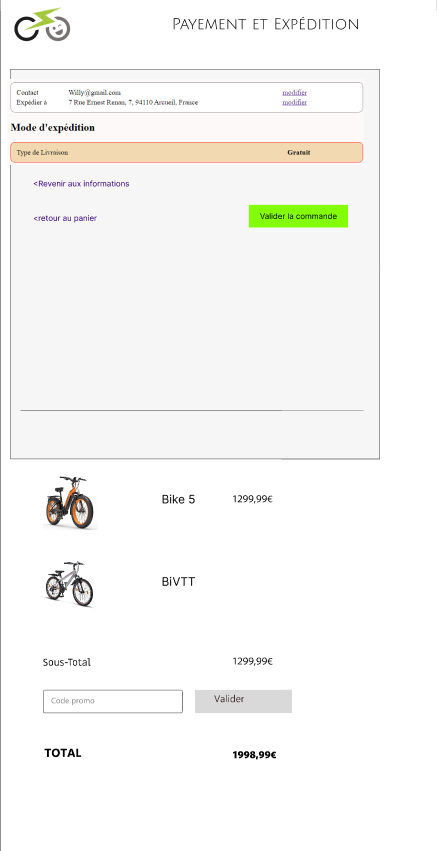 Payement et Expédition
Contact Willy@gmail.com modifier
Expédier à 7 Rue Ernest Renan, 7, 94110 Arcueil, France modifier
Mode d'expédition
Type de Livraison Gratuit
<Revenir aux informations
<retour au panier Valider la commande
Bike 5 1299,99€
BiVTT
Sous-Total 1299,99€
Code promo Valider
TOTAL 1998,99€